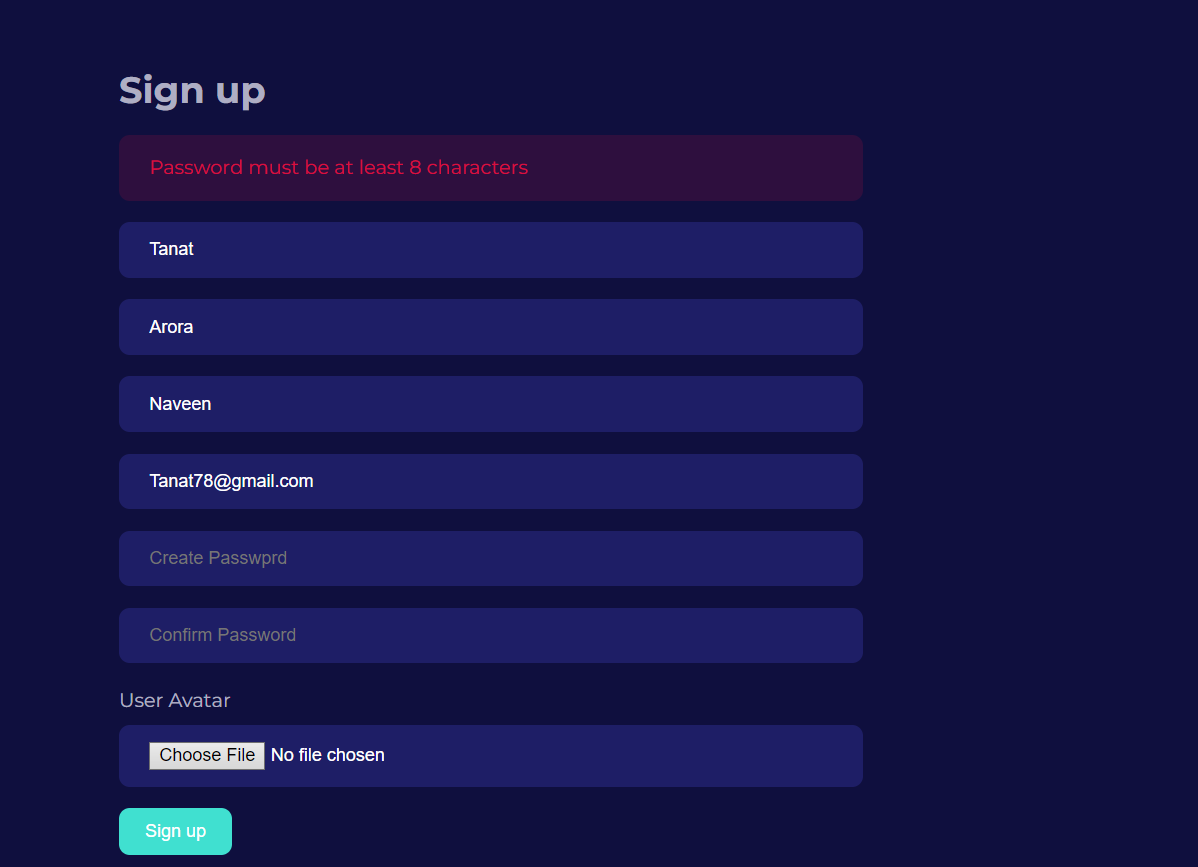 Sign up
Password must be at least 8 characters
Tanat
Arora
Naveen
Tanat78@gmail.com
Create Passwprd
Confirm Password
User Avatar
Choose File No file chosen
Sign up